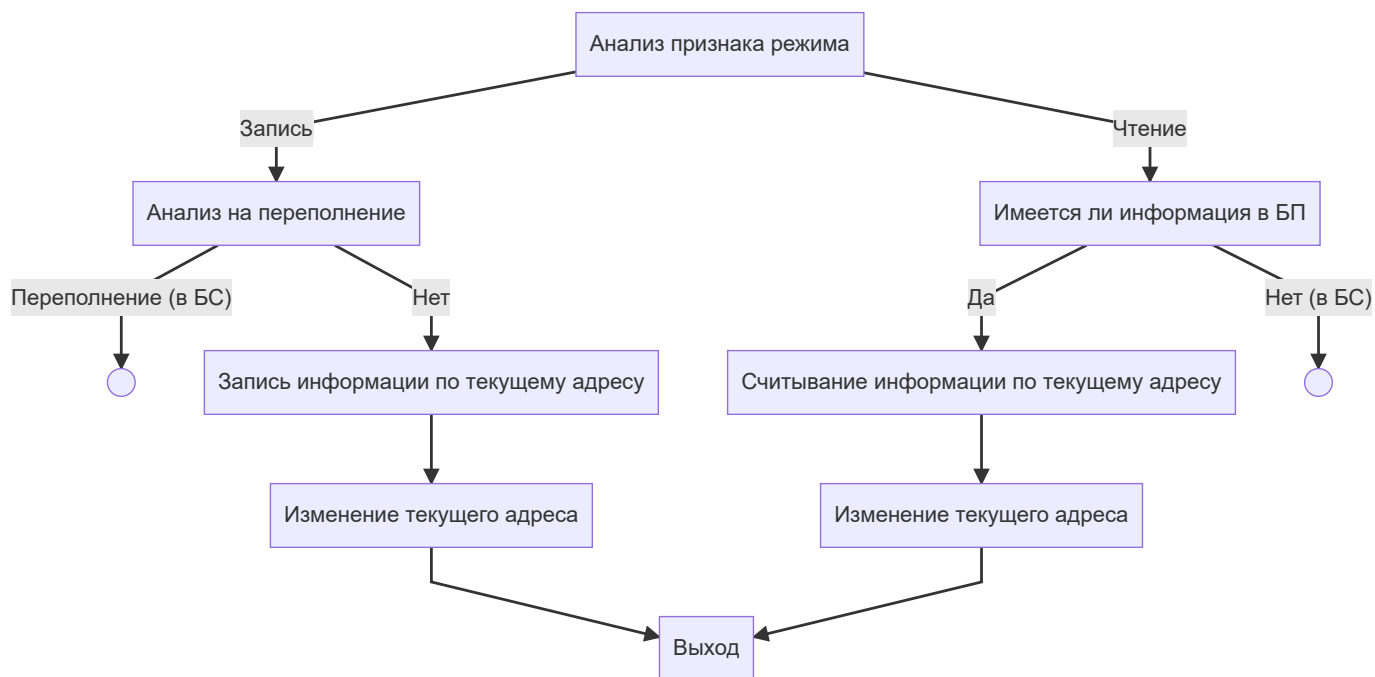 Анализ признака режима
Запись
Чтение
Анализ на переполнение
Имеется ли информация в БП
Переполнение (в БС)
Нет
Да
Нет (в БС)
Запись информации по текущему адресу
Считывание информации по текущему адресу
Изменение текущего адреса
Изменение текущего адреса
Выход